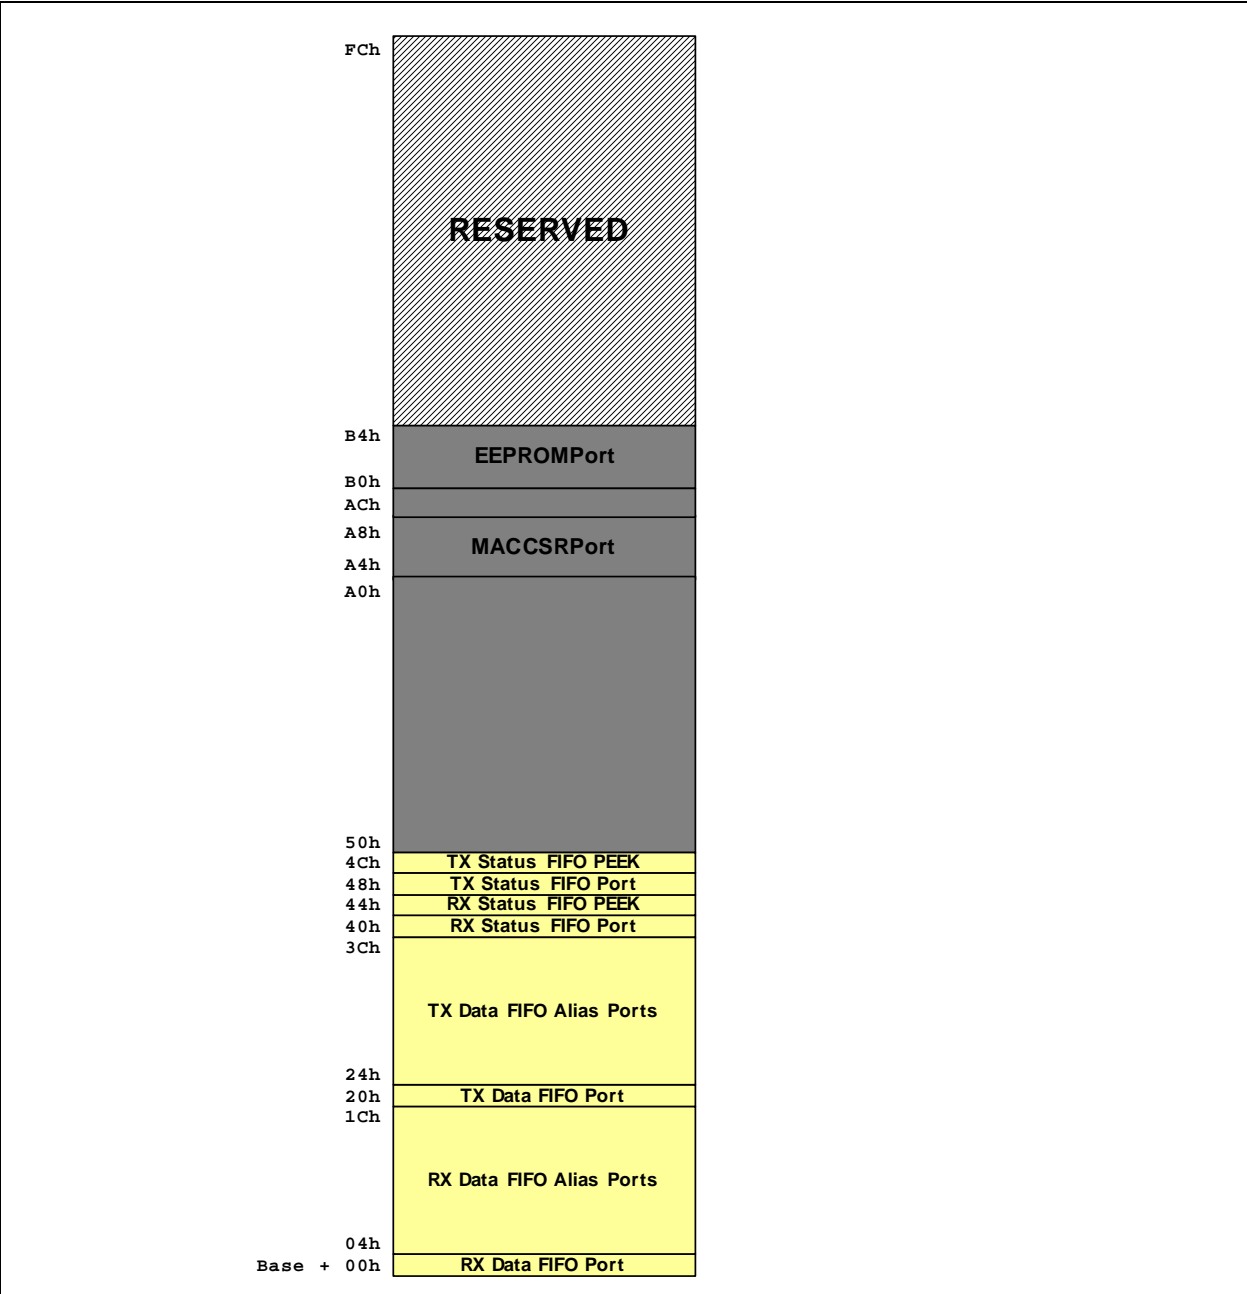 FCh
RESERVED
B4h
EEPROMPort
B0h
ACh
A8h
MACCSRPort
A4h
A0h
50h
4Ch TX Status FIFO PEEK
48h TX Status FIFO Port
44h RX Status FIFO PEEK
40h RX Status FIFO Port
3Ch
TX Data FIFO Alias Ports
24h
20h TX Data FIFO Port
1Ch
RX Data FIFO Alias Ports
04h
Base + 00h RX Data FIFO Port